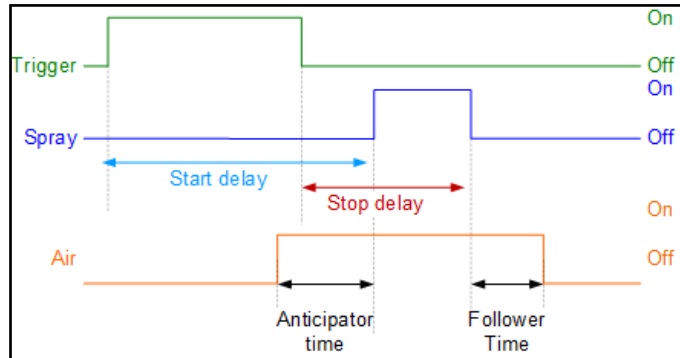 On
Trigger
Off
On
Spray
Off
Start delay
Stop delay
On
Air
Off
Anticipator
time
Follower
Time